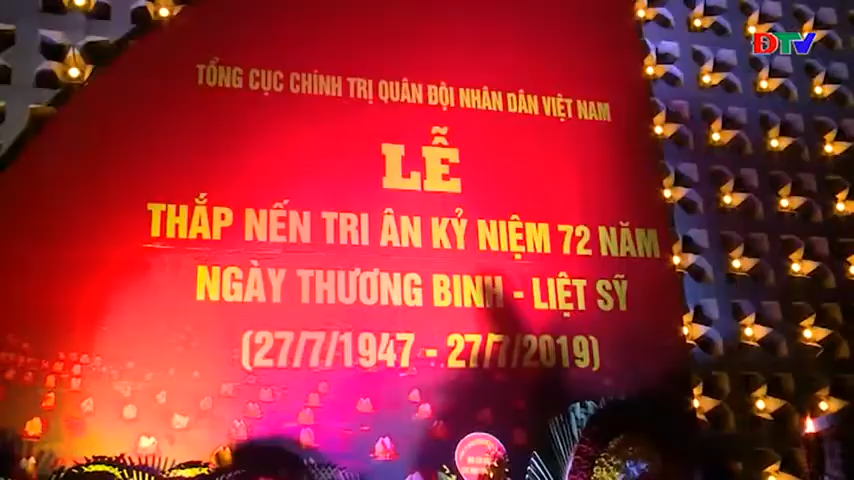 ĐTV
TỔNG CỤC CHÍNH TRỊ QUÂN ĐỘI NHÂN DÂN VIỆT NAM
LỄ
THẮP NẾN TRI ÂN KỶ NIỆM 72 NĂM
NGÀY THƯƠNG BINH - LIỆT SỸ
(27/7/1947 - 27/7/2019)